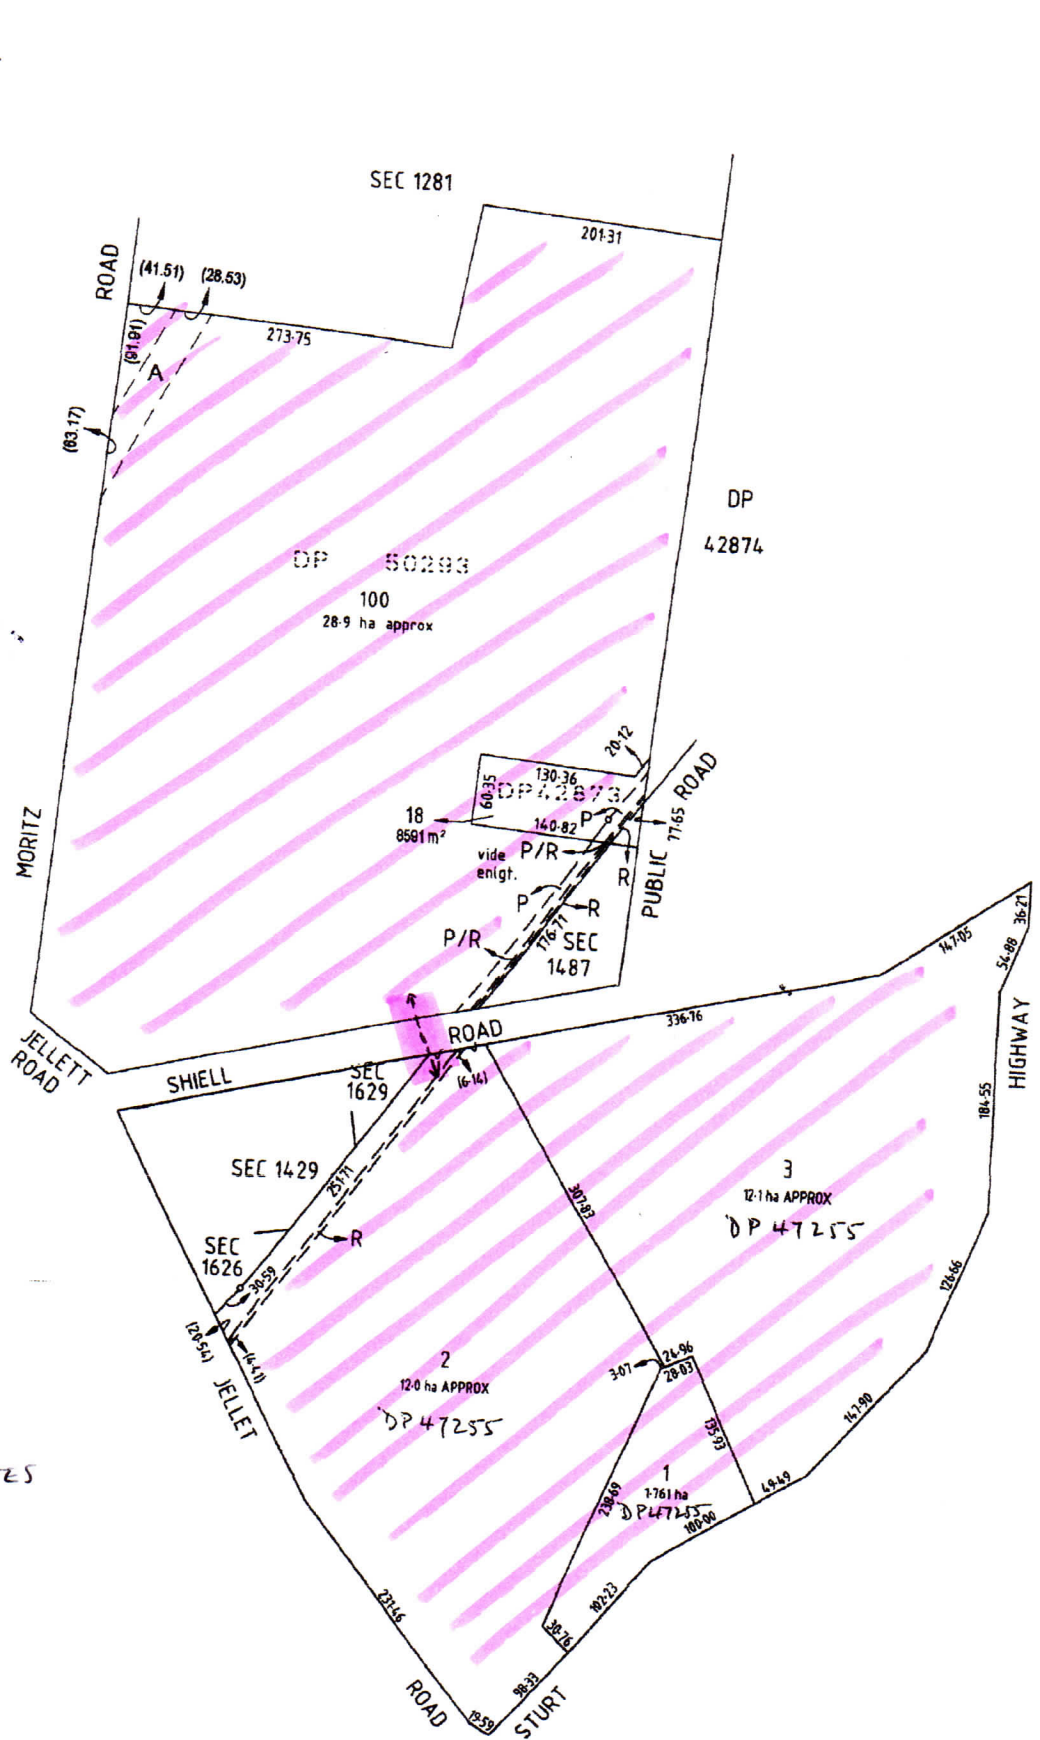 SEC 1281
201·31
ROAD
(41.51)
(28.53)
(91.91)
273·75
A
(63.17)
DP
42874
DP 50293
100
28·9 ha approx
20·12
130·36
ROAD
DP42873
60·35
18
8591m²
140·82
P
77·65
MORITZ
vide
enlgt.
P/R
R
PUBLIC
P
R
P/R
176·71
SEC
1487
147·05
36·21
54·88
HIGHWAY
336·76
JELLETT
ROAD
ROAD
SHIELL
SEC
1629
(6·14)
184·55
SEC 1429
251·71
3
12·1 ha APPROX
DP 47255
307·83
R
SEC
1626
30·59
126·66
(20·54)
(4·41)
JELLET
2
12·0 ha APPROX
DP 47255
3·07
24·96
28·03
135·93
147·90
ES
1
1·761 ha
DP47255
238·69
49·49
100·00
102·23
231·46
30·76
98·33
ROAD
19·59
STURT